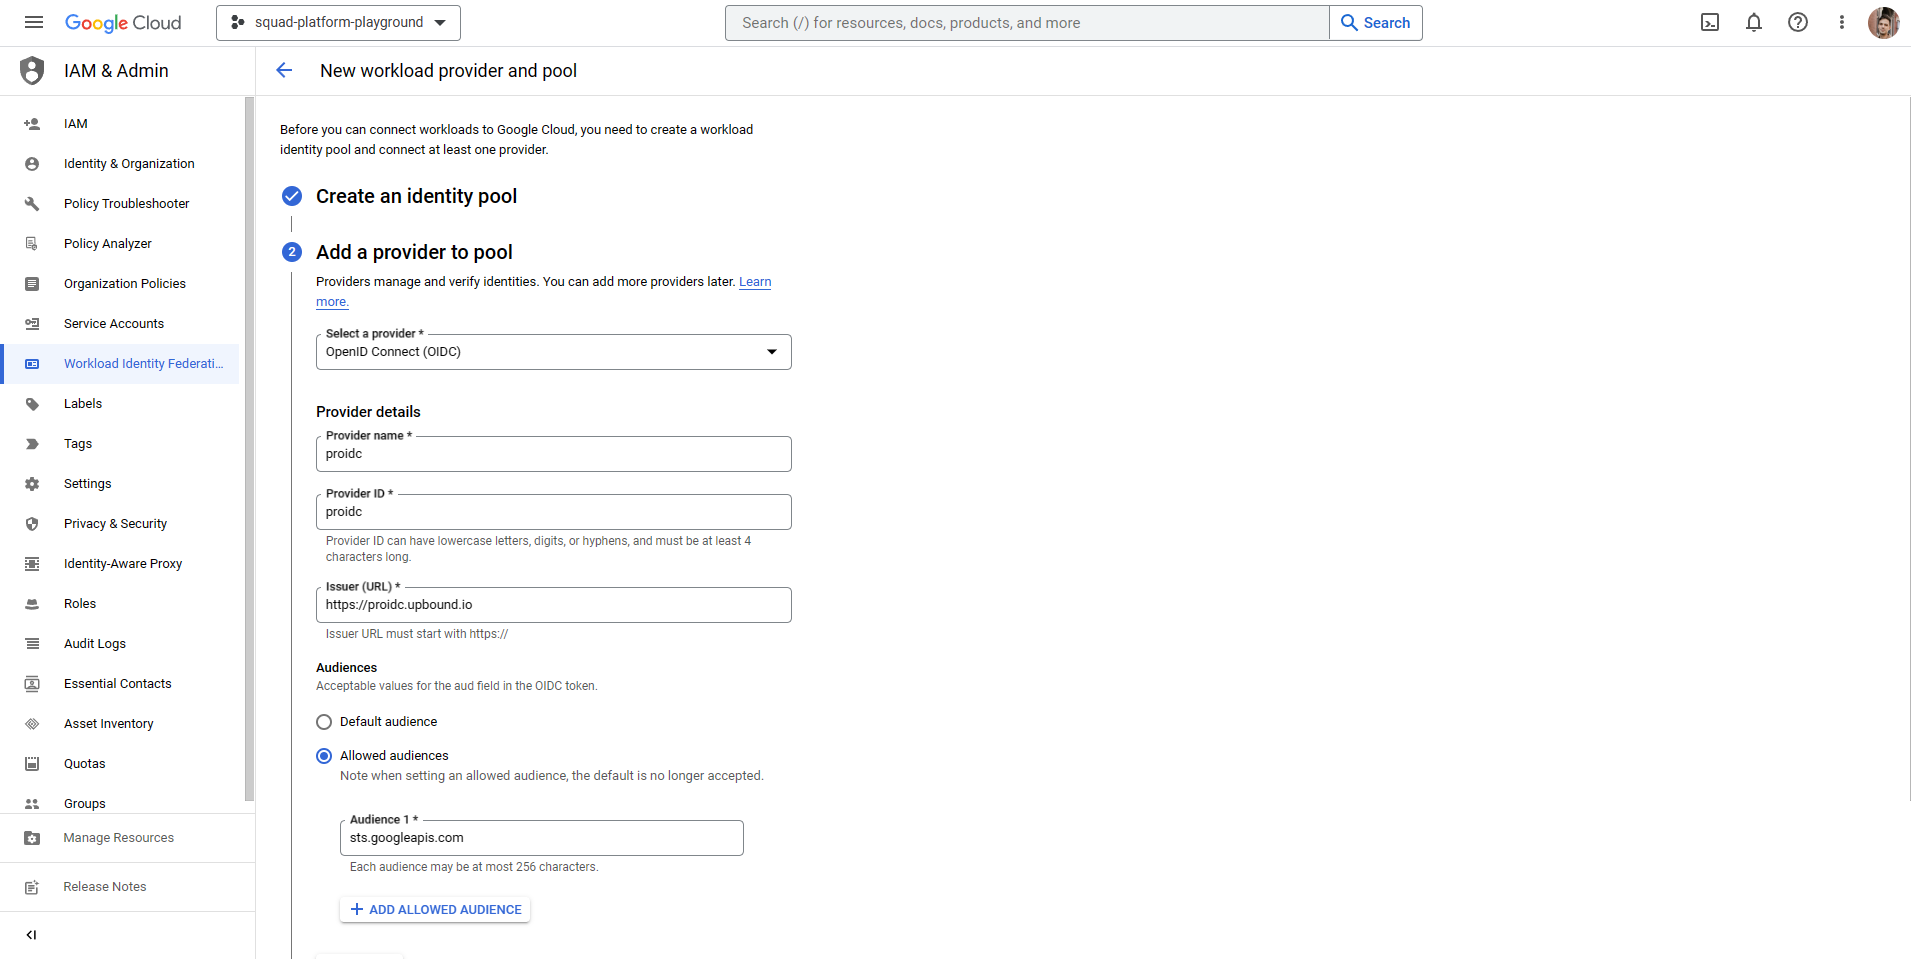 Google Cloud
squad-platform-playground
Search (/) for resources, docs, products, and more
Search
IAM & Admin
New workload provider and pool
IAM
Identity & Organization
Policy Troubleshooter
Policy Analyzer
Organization Policies
Service Accounts
Workload Identity Federati...
Labels
Tags
Settings
Privacy & Security
Identity-Aware Proxy
Roles
Audit Logs
Essential Contacts
Asset Inventory
Quotas
Groups
Manage Resources
Release Notes
Before you can connect workloads to Google Cloud, you need to create a workload
identity pool and connect at least one provider.
Create an identity pool
2
Add a provider to pool
Providers manage and verify identities. You can add more providers later. Learn
more.
Select a provider *
OpenID Connect (OIDC)
Provider details
Provider name *
proidc
Provider ID *
proidc
Provider ID can have lowercase letters, digits, or hyphens, and must be at least 4
characters long.
Issuer (URL) *
https://proidc.upbound.io
Issuer URL must start with https://
Audiences
Acceptable values for the aud field in the OIDC token.
Default audience
Allowed audiences
Note when setting an allowed audience, the default is no longer accepted.
Audience 1 *
sts.googleapis.com
Each audience may be at most 256 characters.
ADD ALLOWED AUDIENCE